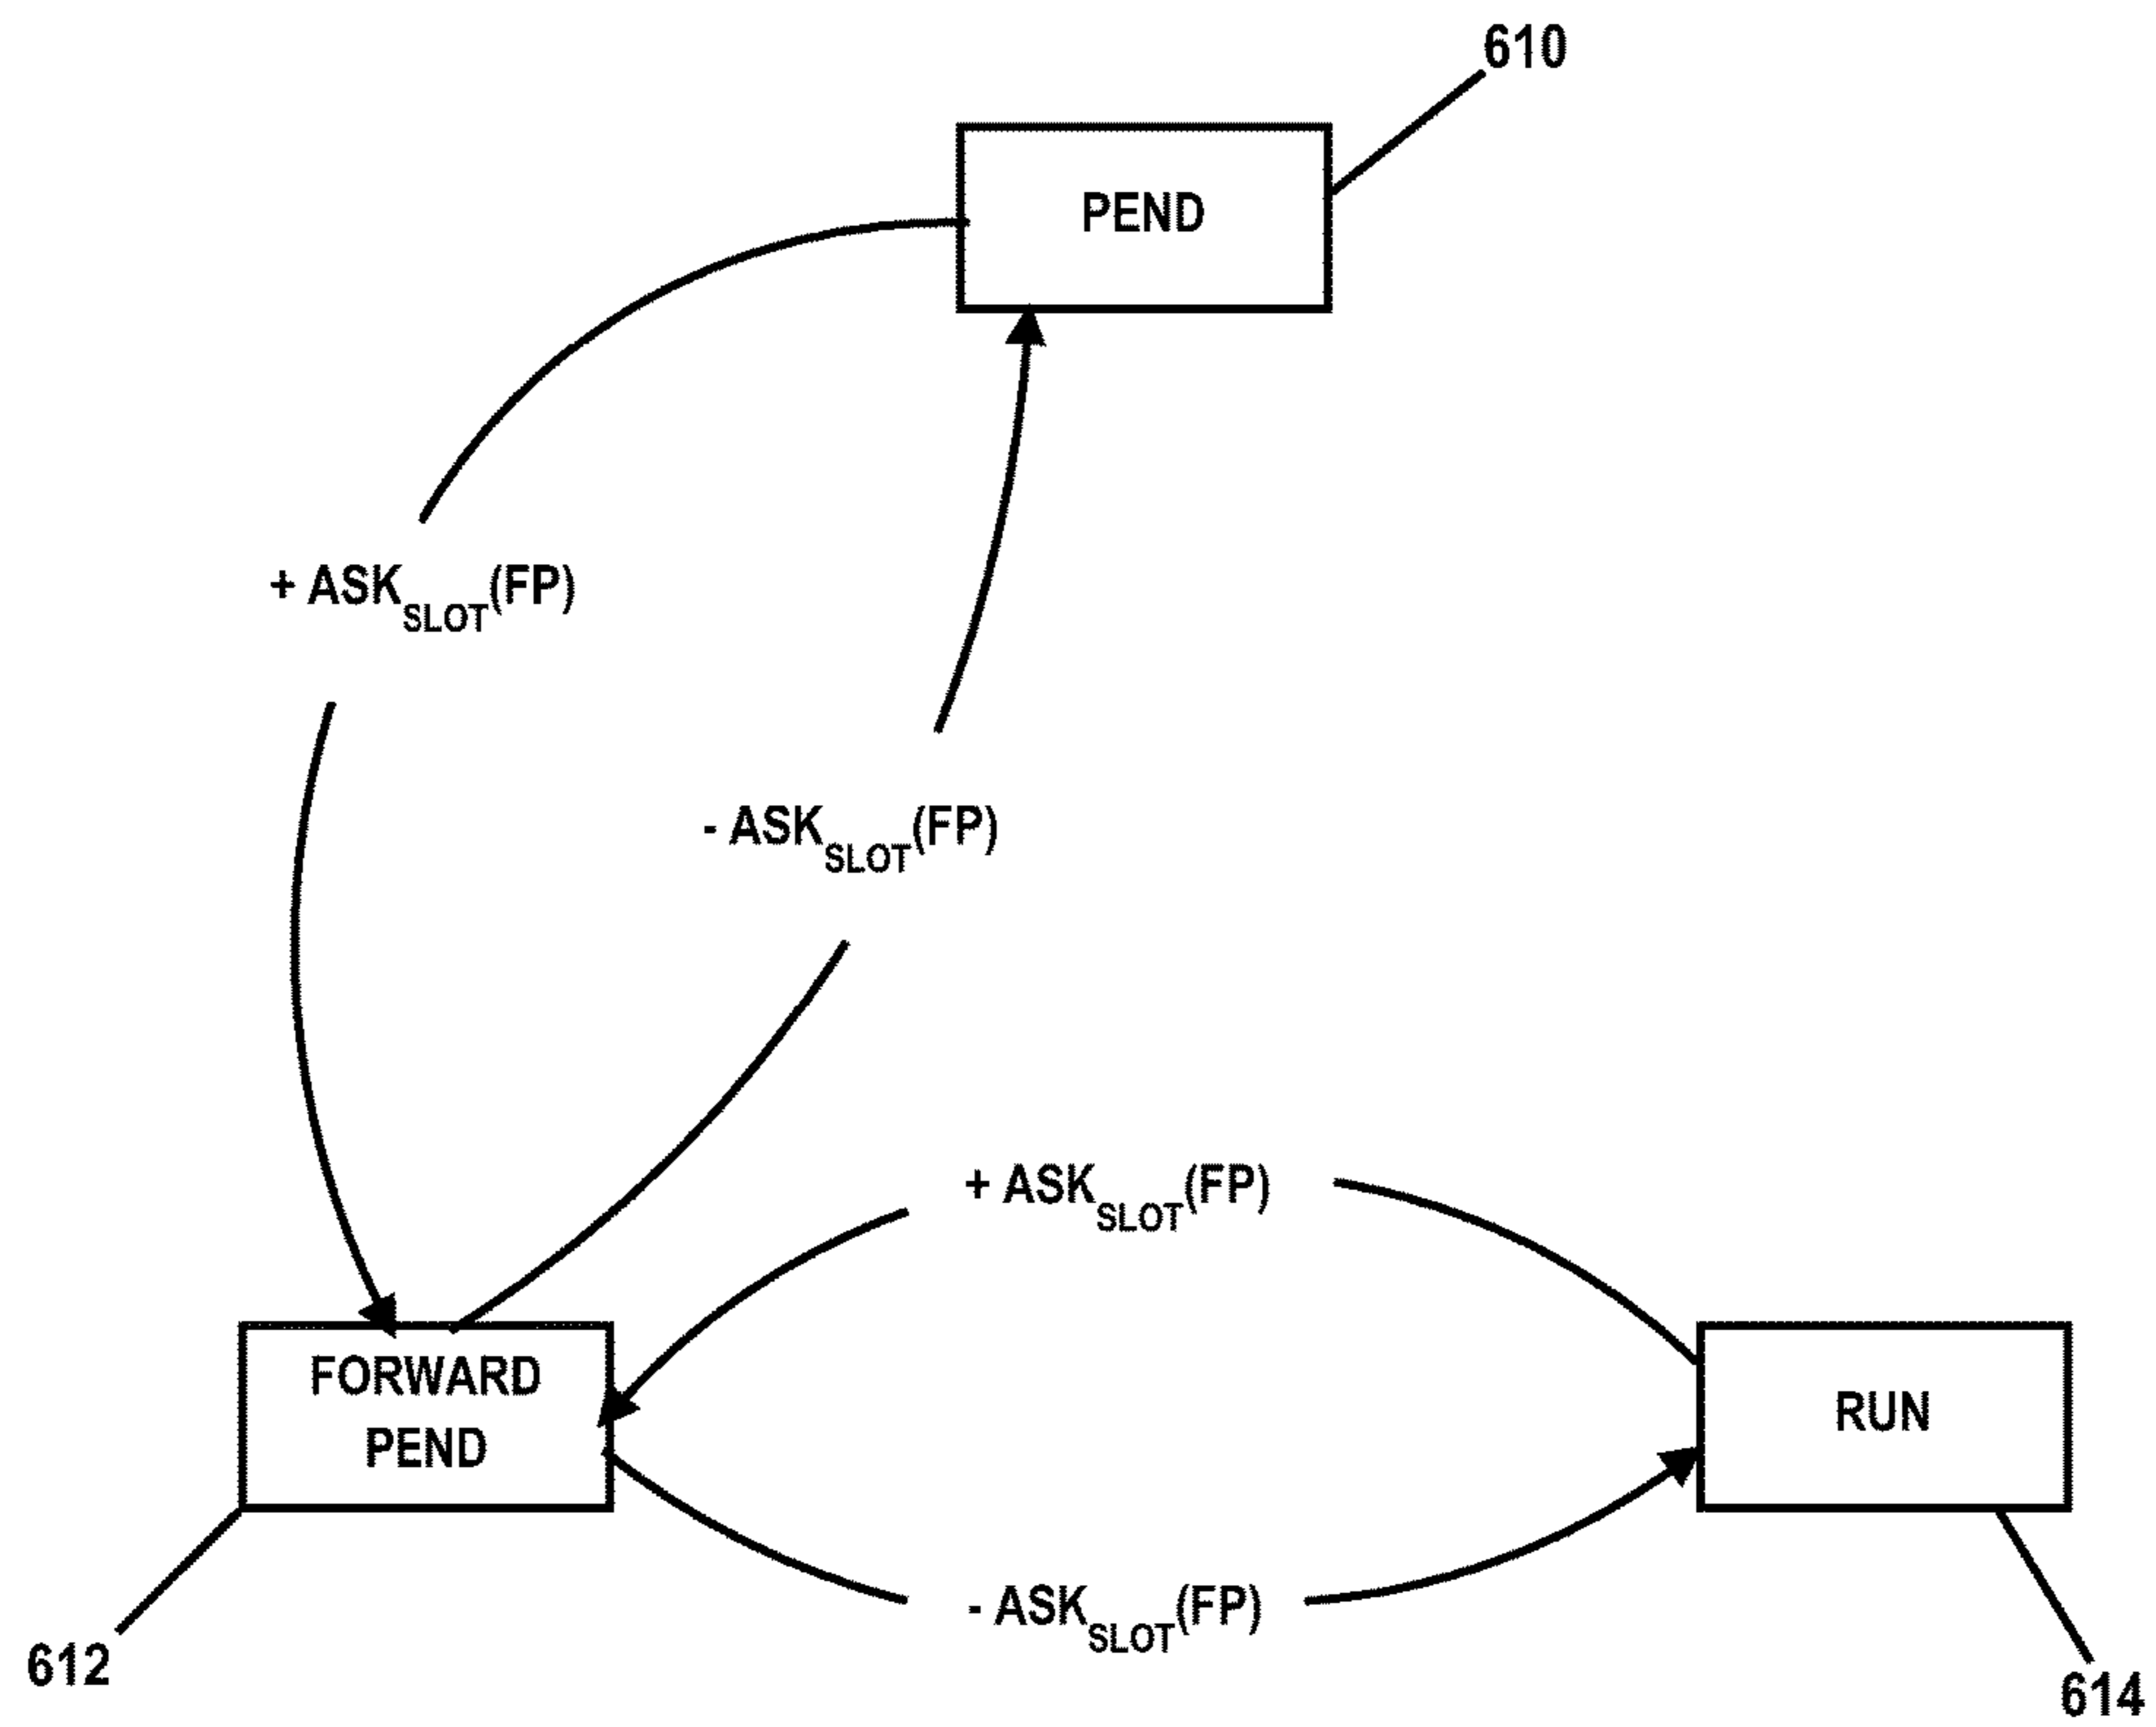 610
PEND
+ ASKSLOT(FP)
- ASKSLOT(FP)
+ ASKSLOT(FP)
FORWARD
PEND
RUN
- ASKSLOT(FP)
612
614